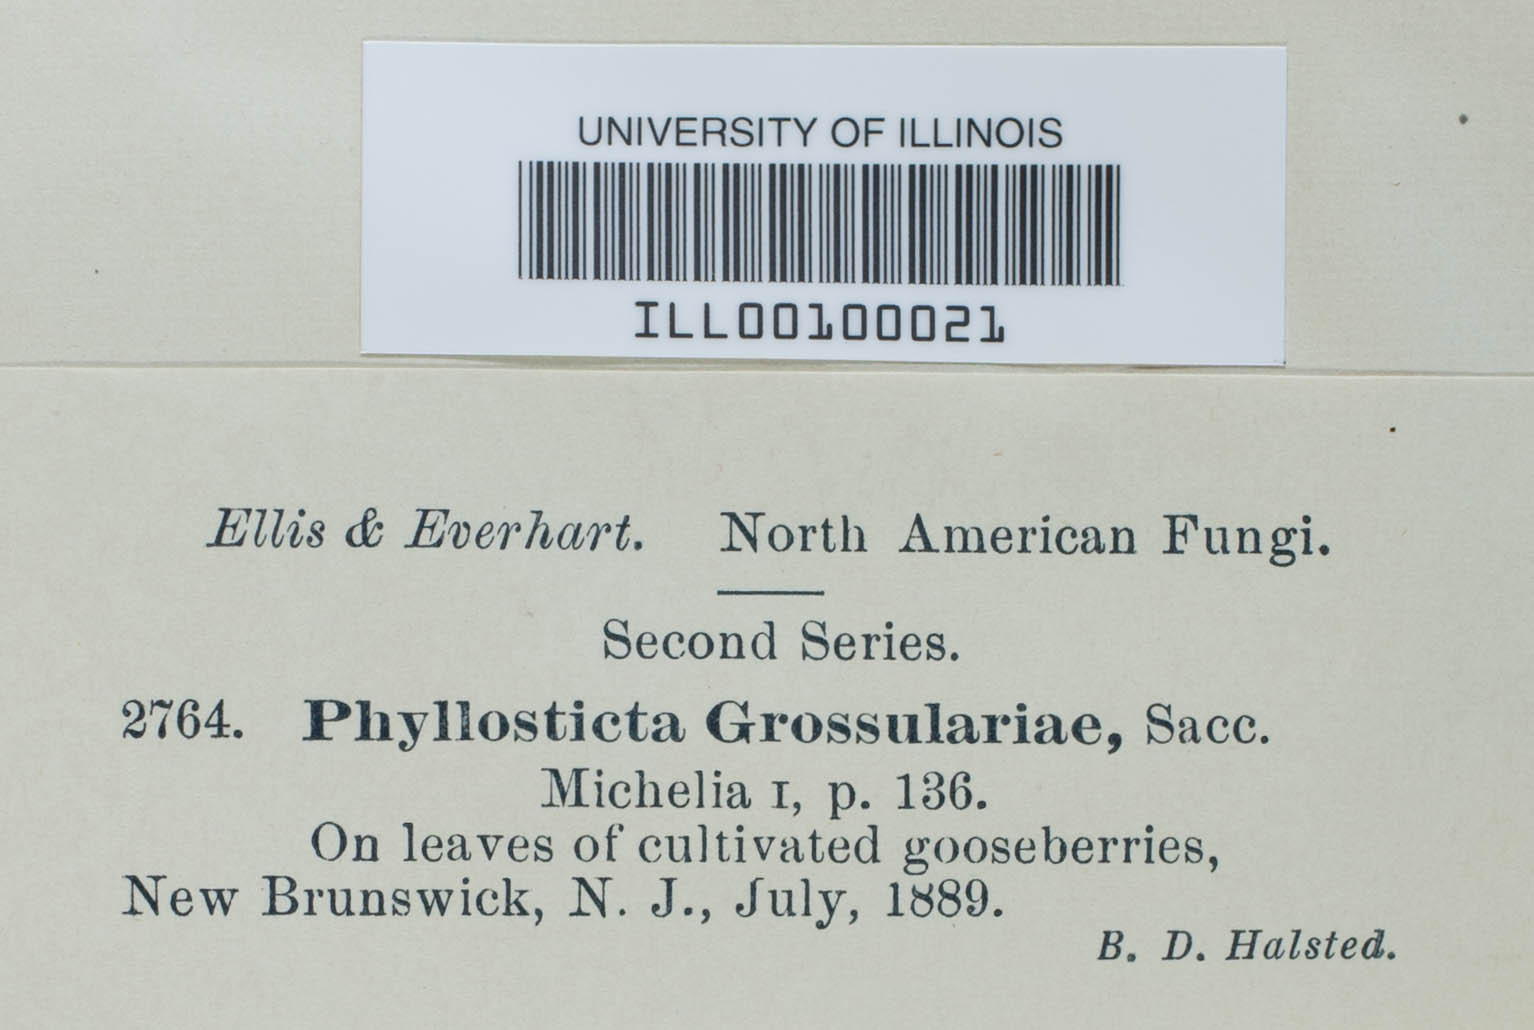 UNIVERSITY OF ILLINOIS
ILL00100021
Ellis & Everhart. North American Fungi.
Second Series.
2764. Phyllosticta Grossulariae, Sacc.
Michelia I, p. 136.
On leaves of cultivated gooseberries,
New Brunswick, N. J., July, 1889.
B. D. Halsted.